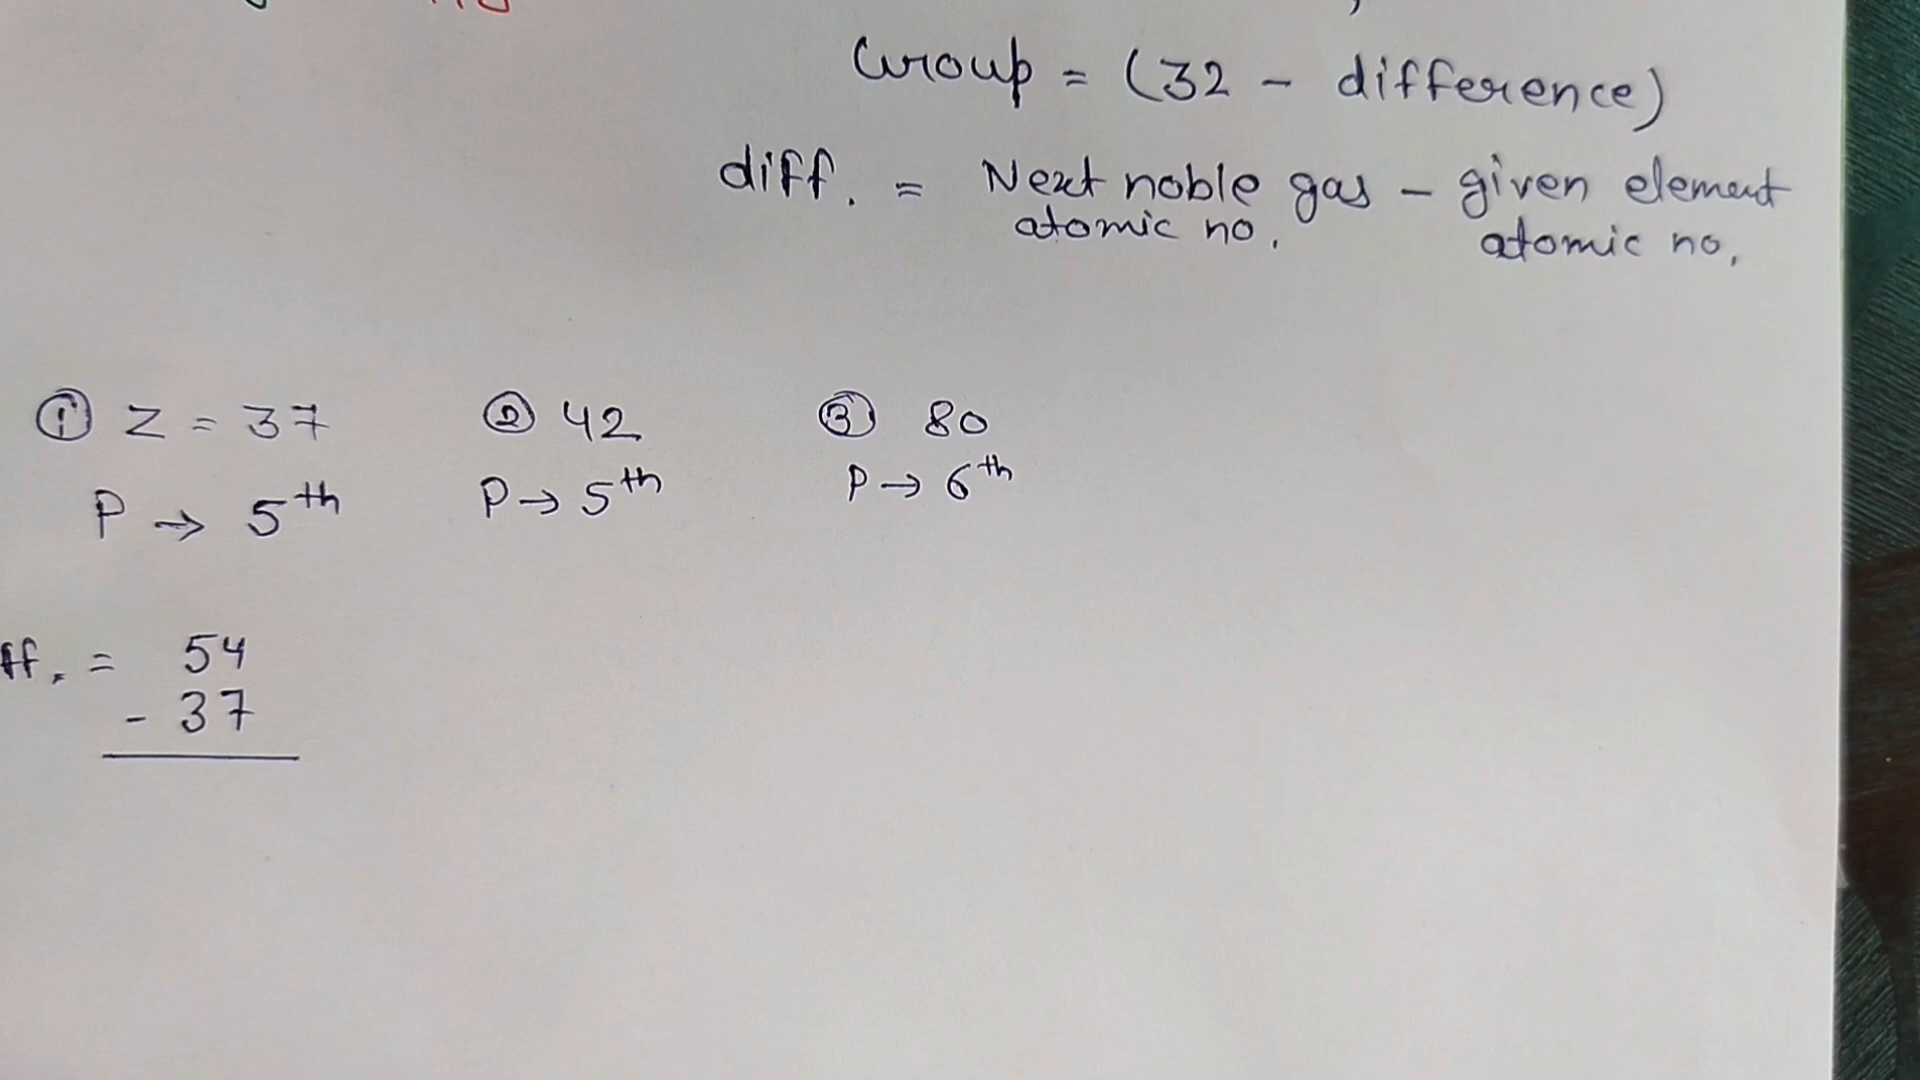 Group = (32 - difference)
diff. = Next noble gas - given element
atomic no. atomic no.
① Z = 37 ② 42 ③ 80
P → 5th P → 5th P → 6th
ff. = 54
- 37